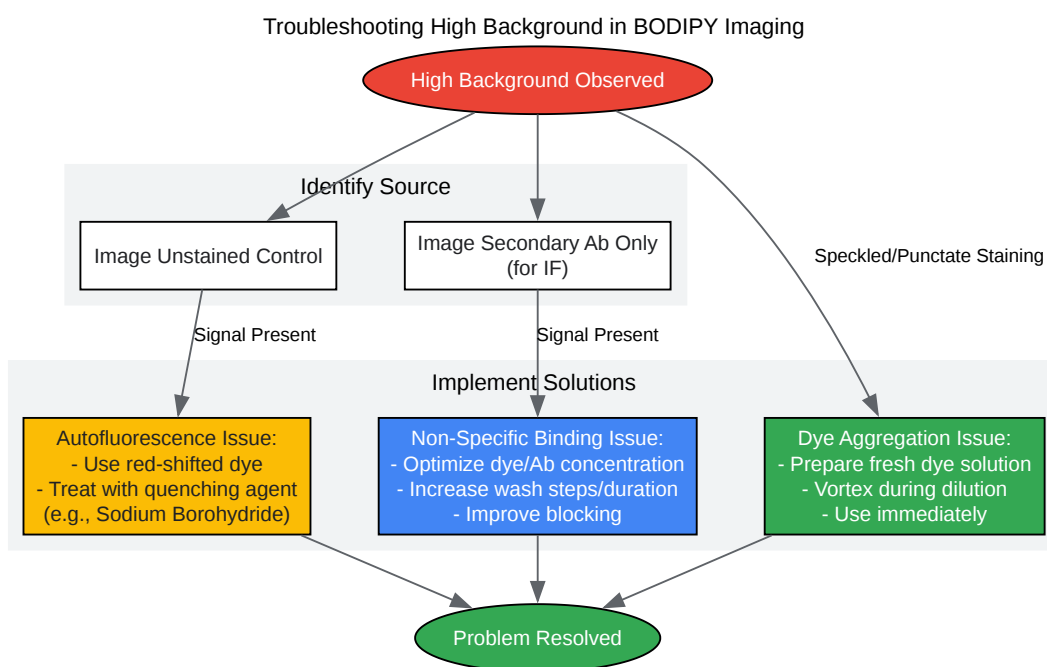 Troubleshooting High Background in BODIPY Imaging
High Background Observed
Identify Source
Image Unstained Control
Image Secondary Ab Only
(for IF)
Speckled/Punctate Staining
Signal Present
Signal Present
Implement Solutions
Autofluorescence Issue:
- Use red-shifted dye
- Treat with quenching agent
(e.g., Sodium Borohydride)
Non-Specific Binding Issue:
- Optimize dye/Ab concentration
- Increase wash steps/duration
- Improve blocking
Dye Aggregation Issue:
- Prepare fresh dye solution
- Vortex during dilution
- Use immediately
Problem Resolved